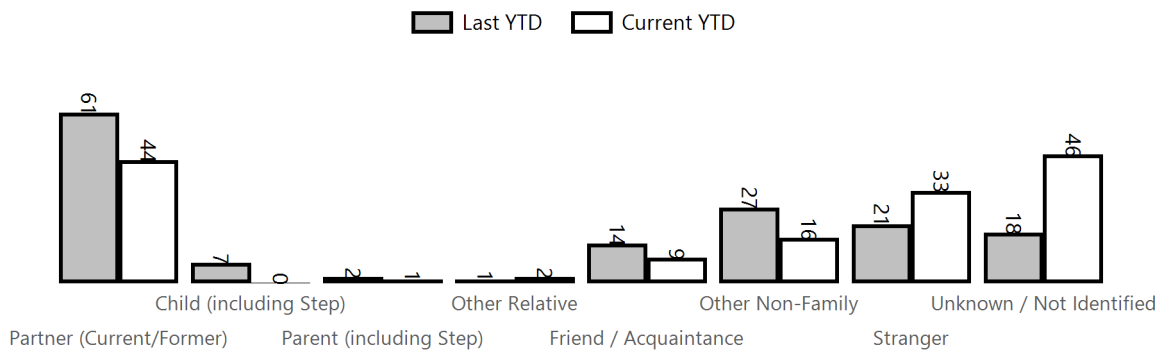 Last YTD Current YTD
61 44 7 0 2 1 1 2 14 9 27 16 21 33 18 46
Child (including Step) Other Relative Other Non-Family Unknown / Not Identified
Partner (Current/Former) Parent (including Step) Friend / Acquaintance Stranger